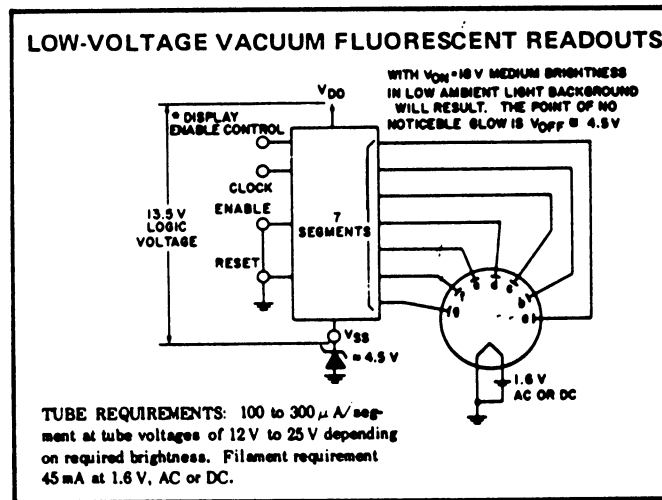 LOW-VOLTAGE VACUUM FLUORESCENT READOUTS
WITH VON = 18 V MEDIUM BRIGHTNESS
IN LOW AMBIENT LIGHT BACKGROUND
WILL RESULT. THE POINT OF NO
NOTICEBLE GLOW IS VOFF ≅ 4.5 V
VDD
* DISPLAY
ENABLE CONTROL
CLOCK
ENABLE
RESET
13.5 V
LOGIC
VOLTAGE
7
SEGMENTS
f
d
c
b
g
VSS
≈ 4.5 V
1.6 V
AC OR DC
TUBE REQUIREMENTS: 100 to 300 μ A/seg-
ment at tube voltages of 12 V to 25 V depending
on required brightness. Filament requirement
45 mA at 1.6 V, AC or DC.